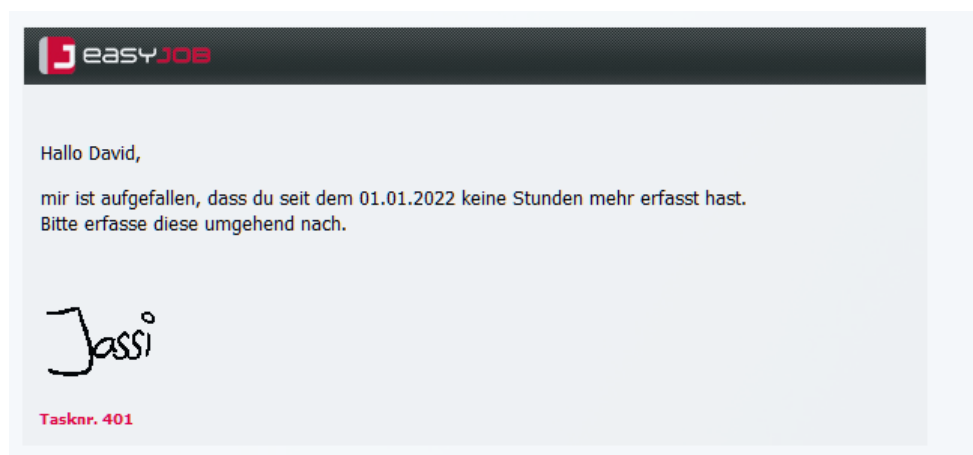 easyJOB
Hallo David,
mir ist aufgefallen, dass du seit dem 01.01.2022 keine Stunden mehr erfasst hast.
Bitte erfasse diese umgehend nach.
Jassi
Tasknr. 401